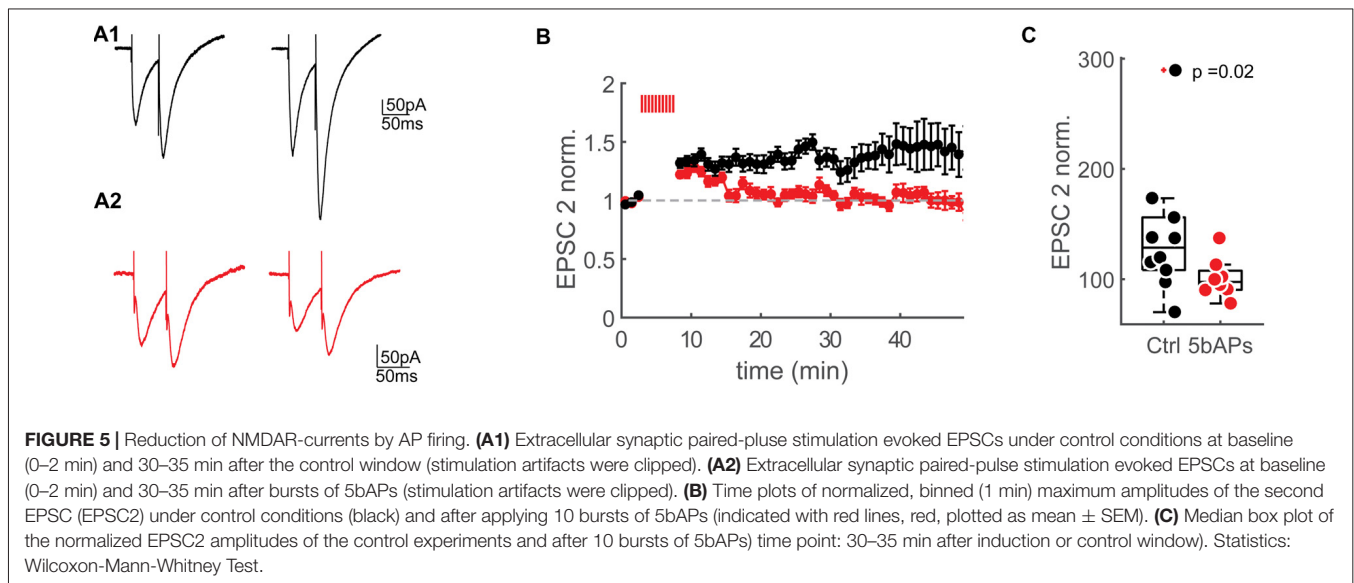 A1
50pA
50ms
A2
50pA
50ms
B
EPSC 2 norm.
2
1.5
1
0.5
0
0 10 20 30 40
time (min)
C
EPSC 2 norm.
300
200
100
p =0.02
Ctrl 5bAPs
FIGURE 5 | Reduction of NMDAR-currents by AP firing. (A1) Extracellular synaptic paired-pluse stimulation evoked EPSCs under control conditions at baseline
(0–2 min) and 30–35 min after the control window (stimulation artifacts were clipped). (A2) Extracellular synaptic paired-pulse stimulation evoked EPSCs at baseline
(0–2 min) and 30–35 min after bursts of 5bAPs (stimulation artifacts were clipped). (B) Time plots of normalized, binned (1 min) maximum amplitudes of the second
EPSC (EPSC2) under control conditions (black) and after applying 10 bursts of 5bAPs (indicated with red lines, red, plotted as mean ± SEM). (C) Median box plot of
the normalized EPSC2 amplitudes of the control experiments and after 10 bursts of 5bAPs) time point: 30–35 min after induction or control window). Statistics:
Wilcoxon-Mann-Whitney Test.